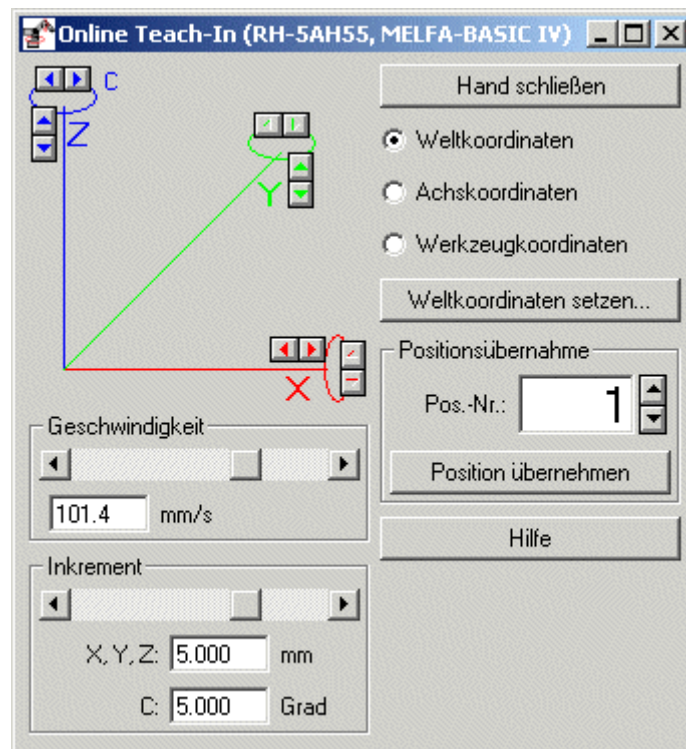 Online Teach-In (RH-5AH55, MELFA-BASIC IV)
C
Z
Y
X
Hand schließen
Weltkoordinaten
Achskoordinaten
Werkzeugkoordinaten
Weltkoordinaten setzen...
Positionsübernahme
Pos.-Nr.: 1
Position übernehmen
Hilfe
Geschwindigkeit
101.4 mm/s
Inkrement
X, Y, Z: 5.000 mm
C: 5.000 Grad